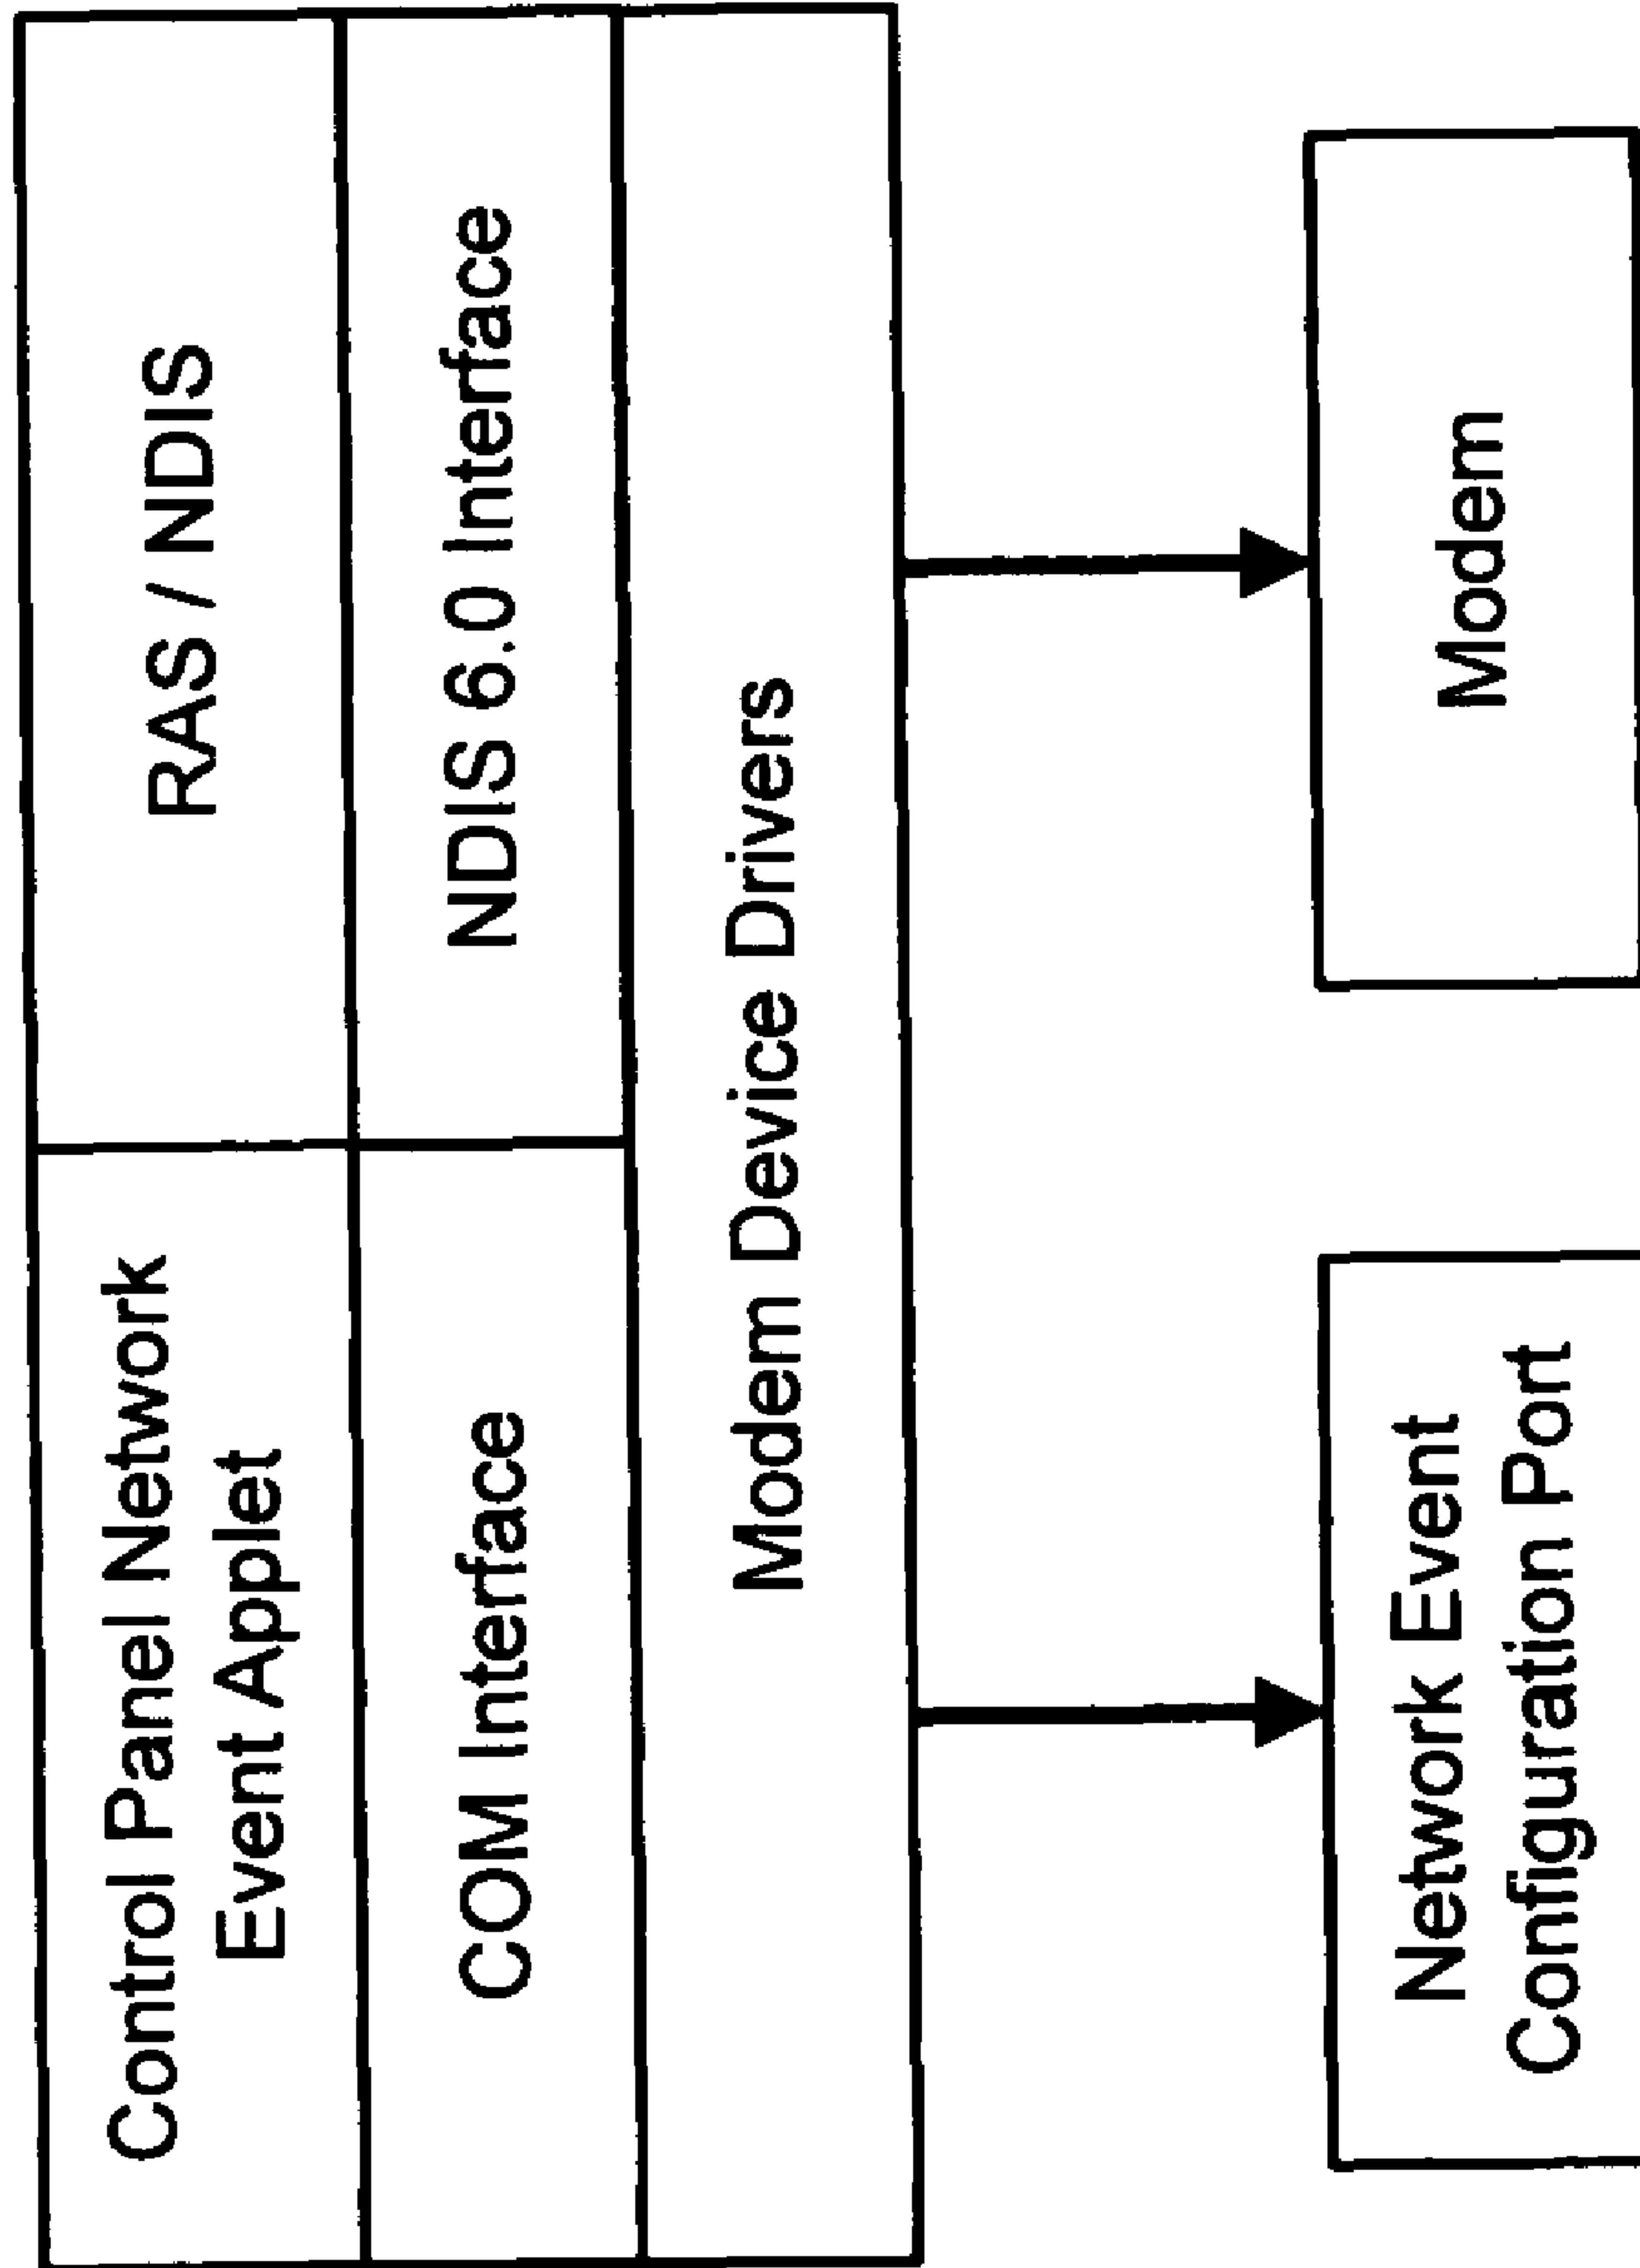 Control Panel Network
Event Applet
RAS / NDIS
COM Interface
NDIS 6.0 Interface
Modem Device Drivers
Network Event
Configuration Port
Modem